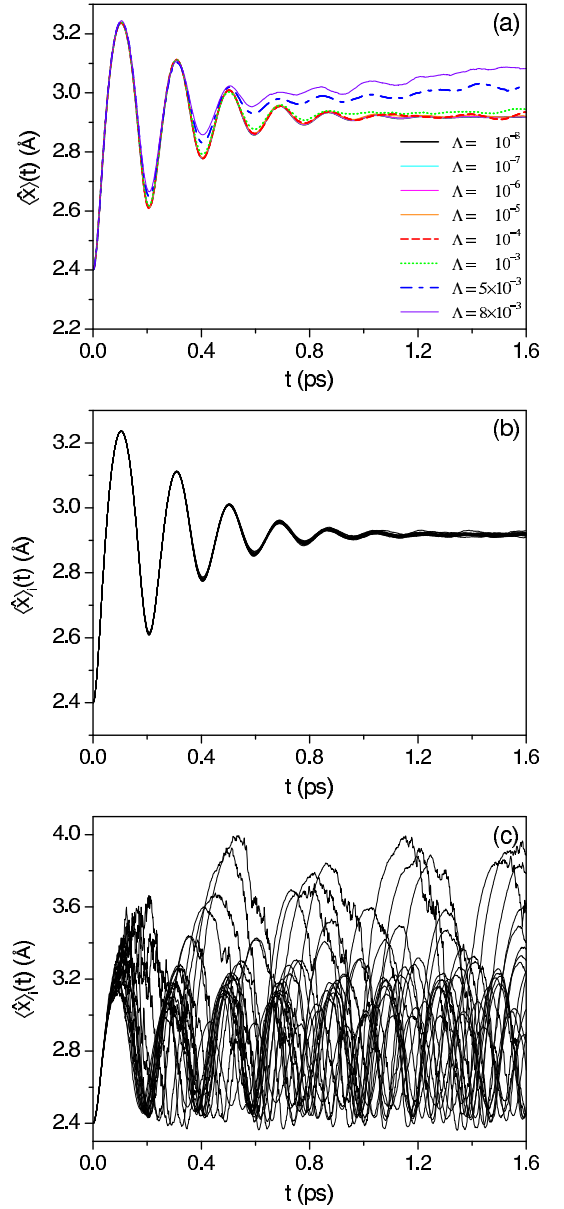 (a)
3.2
3.0
2.8
2.6
2.4
2.2
⟨x̂⟩(t) (Å)
Λ = 10⁻⁸
Λ = 10⁻⁷
Λ = 10⁻⁶
Λ = 10⁻⁵
Λ = 10⁻⁴
Λ = 10⁻³
Λ = 5×10⁻³
Λ = 8×10⁻³
0.0 0.4 0.8 1.2 1.6
t (ps)
(b)
3.2
3.0
2.8
2.6
2.4
⟨x̂⟩ⱼ(t) (Å)
0.0 0.4 0.8 1.2 1.6
t (ps)
(c)
4.0
3.6
3.2
2.8
2.4
⟨x̂⟩ⱼ(t) (Å)
0.0 0.4 0.8 1.2 1.6
t (ps)